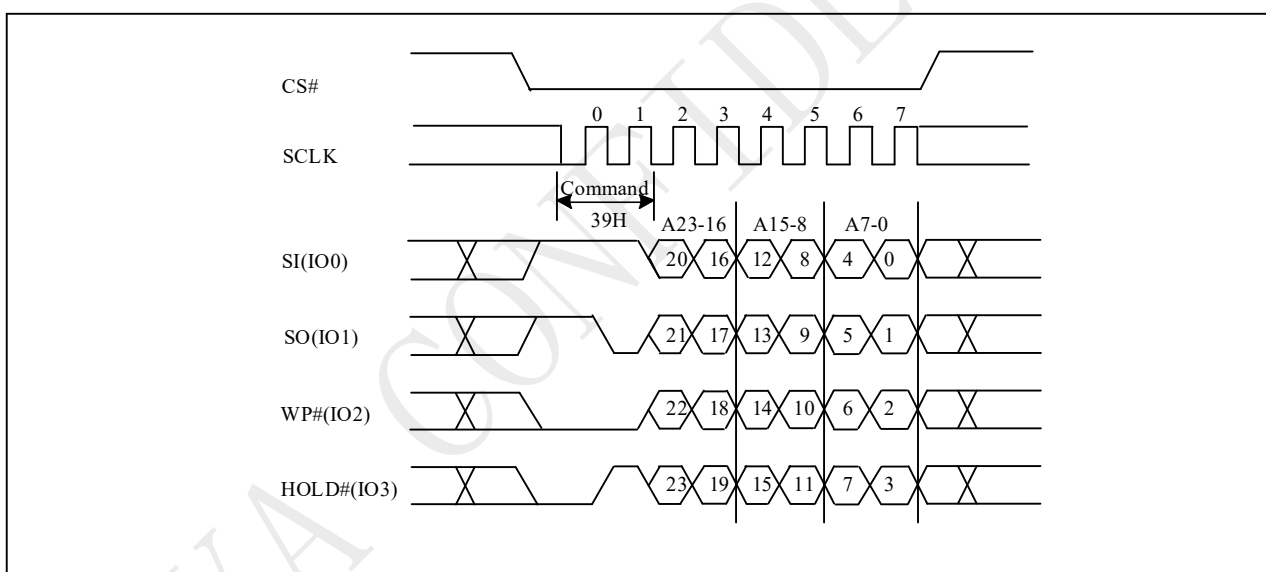 CS#
0 1 2 3 4 5 6 7
SCLK
Command
39H
A23-16 A15-8 A7-0
SI(IO0) 20 16 12 8 4 0
SO(IO1) 21 17 13 9 5 1
WP#(IO2) 22 18 14 10 6 2
HOLD#(IO3) 23 19 15 11 7 3